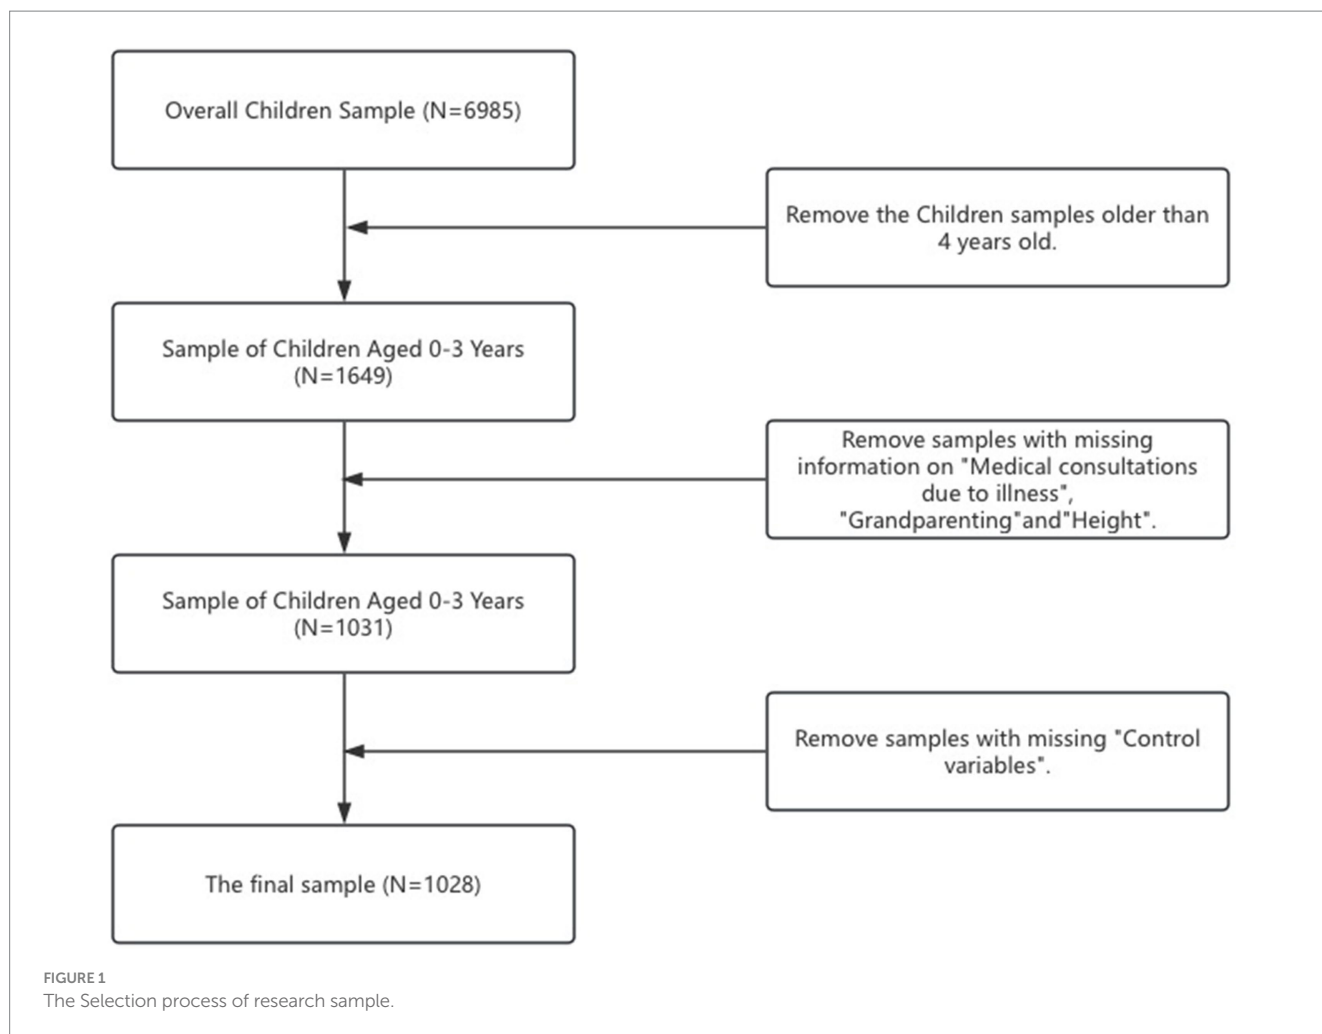 Overall Children Sample (N=6985)
Remove the Children samples older than
4 years old.
Sample of Children Aged 0-3 Years
(N=1649)
Remove samples with missing
information on "Medical consultations
due to illness",
"Grandparenting"and"Height".
Sample of Children Aged 0-3 Years
(N=1031)
Remove samples with missing "Control
variables".
The final sample (N=1028)
FIGURE 1
The Selection process of research sample.